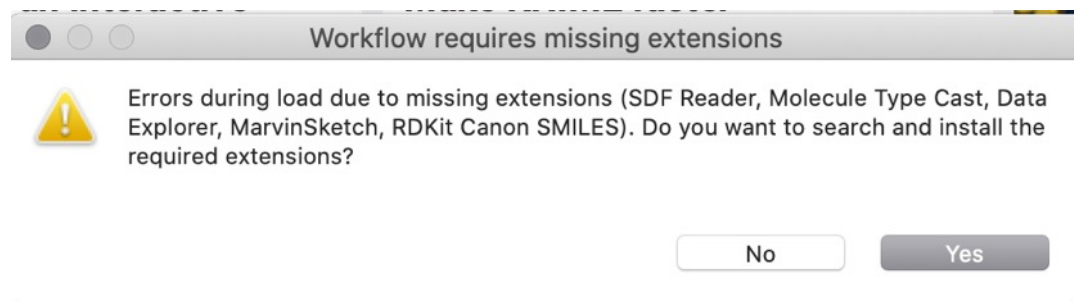 Workflow requires missing extensions
Errors during load due to missing extensions (SDF Reader, Molecule Type Cast, Data
Explorer, MarvinSketch, RDKit Canon SMILES). Do you want to search and install the
required extensions?
No
Yes